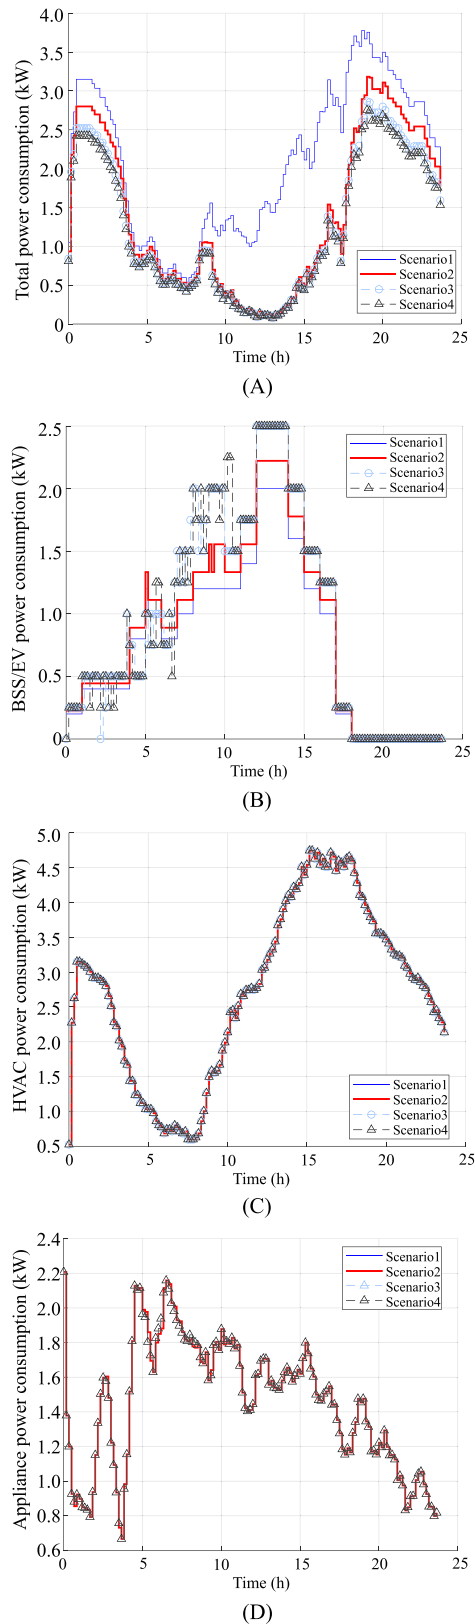 4.0
3.5
3.0
2.5
2.0
1.5
1.0
0.5
0
Total power consumption (kW)
0
5
10
15
20
25
Time (h)
Scenario1
Scenario2
Scenario3
Scenario4
(A)
2.5
2.0
1.5
1.0
0.5
0
BSS/EV power consumption (kW)
0
5
10
15
20
25
Time (h)
Scenario1
Scenario2
Scenario3
Scenario4
(B)
5.0
4.5
4.0
3.5
3.0
2.5
2.0
1.5
1.0
0.5
HVAC power consumption (kW)
0
5
10
15
20
25
Time (h)
Scenario1
Scenario2
Scenario3
Scenario4
(C)
2.4
2.2
2.0
1.8
1.6
1.4
1.2
1.0
0.8
0.6
Appliance power consumption (kW)
0
5
10
15
20
25
Time (h)
Scenario1
Scenario2
Scenario3
Scenario4
(D)